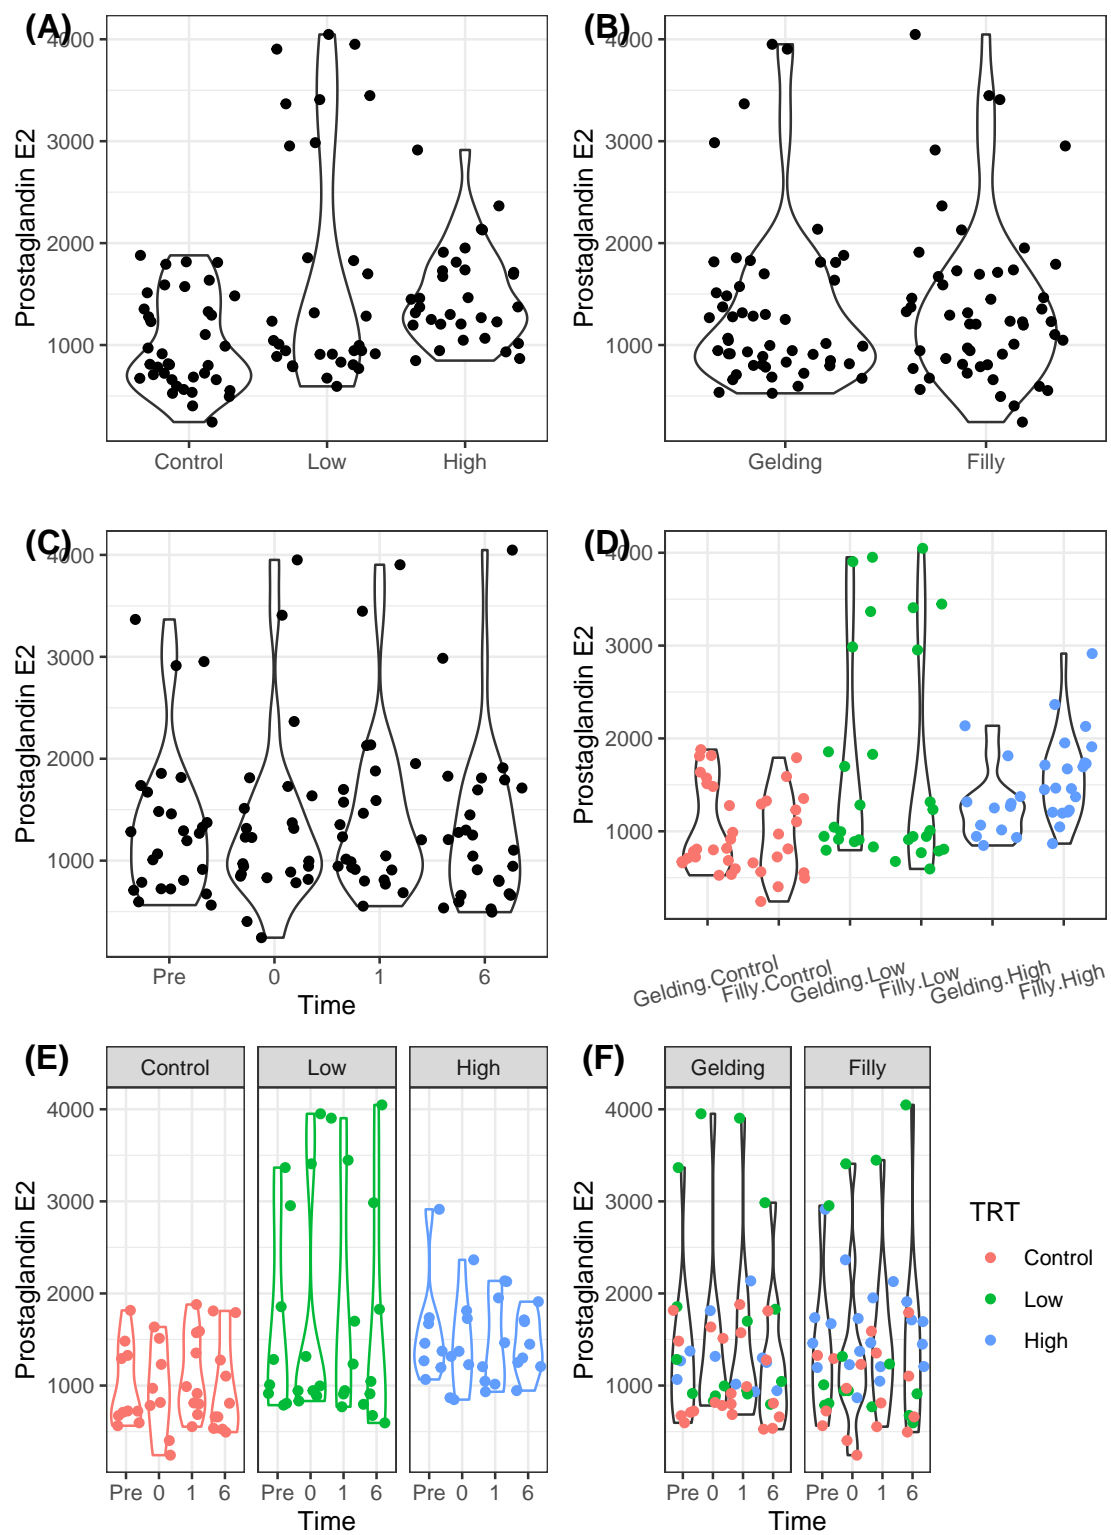 (A)
Prostaglandin E2
4000
3000
2000
1000
Control Low High
(B)
Prostaglandin E2
4000
3000
2000
1000
Gelding Filly
(C)
Prostaglandin E2
4000
3000
2000
1000
Pre 0 1 6
Time
(D)
Prostaglandin E2
4000
3000
2000
1000
Gelding.Control Filly.Control Gelding.Low Filly.Low Gelding.High Filly.High
(E)
Control Low High
Prostaglandin E2
4000
3000
2000
1000
Pre 0 1 6 Pre 0 1 6 Pre 0 1 6
Time
(F)
Gelding Filly
Prostaglandin E2
4000
3000
2000
1000
Pre 0 1 6 Pre 0 1 6
Time
TRT
Control
Low
High